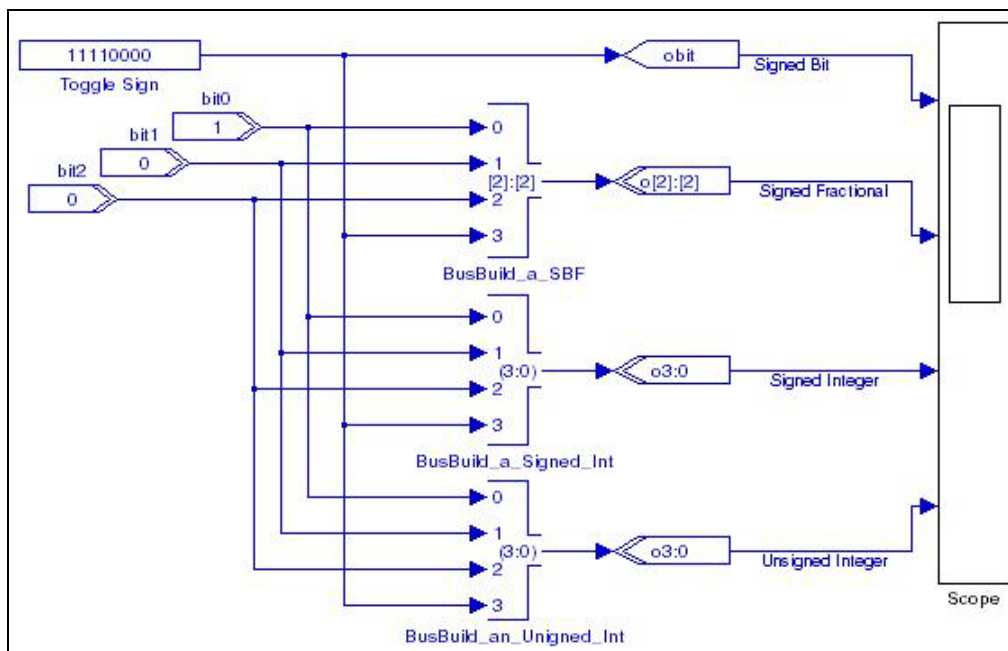 11110000
Toggle Sign
obit
Signed Bit
bit0
1
bit1
0
bit2
0
0
1
[2]:[2]
2
3
BusBuild_a_SBF
o[2]:[2]
Signed Fractional
0
1
(3:0)
2
3
BusBuild_a_Signed_Int
o3:0
Signed Integer
0
1
(3:0)
2
3
BusBuild_an_Unigned_Int
o3:0
Unsigned Integer
Scope